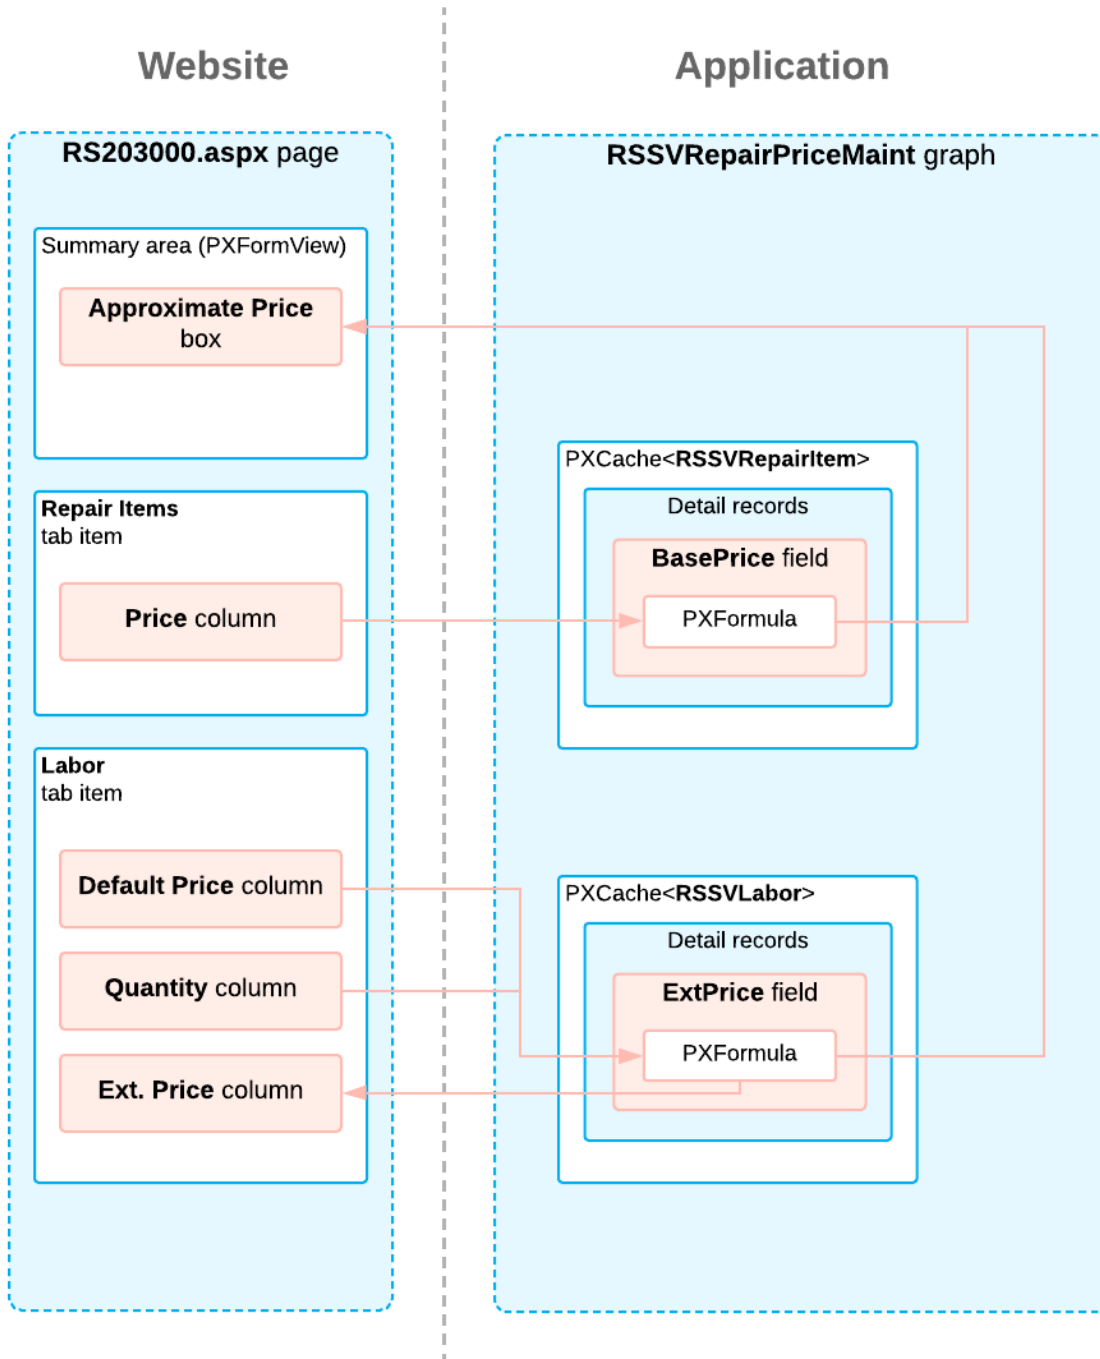 Website
Application
RS203000.aspx page
RSSVRepairPriceMaint graph
Summary area (PXFormView)
Approximate Price
box
PXCache<RSSVRepairItem>
Detail records
BasePrice field
PXFormula
Repair Items
tab item
Price column
Labor
tab item
Default Price column
Quantity column
Ext. Price column
PXCache<RSSVLabor>
Detail records
ExtPrice field
PXFormula